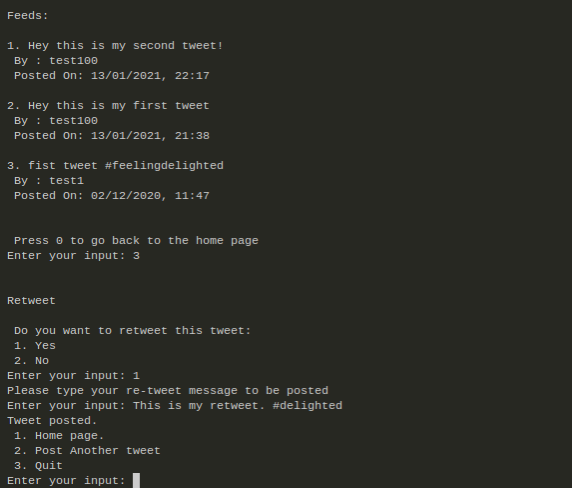 Feeds:
1. Hey this is my second tweet!
By : test100
Posted On: 13/01/2021, 22:17
2. Hey this is my first tweet
By : test100
Posted On: 13/01/2021, 21:38
3. fist tweet #feelingdelighted
By : test1
Posted On: 02/12/2020, 11:47
Press 0 to go back to the home page
Enter your input: 3
Retweet
Do you want to retweet this tweet:
1. Yes
2. No
Enter your input: 1
Please type your re-tweet message to be posted
Enter your input: This is my retweet. #delighted
Tweet posted.
1. Home page.
2. Post Another tweet
3. Quit
Enter your input: